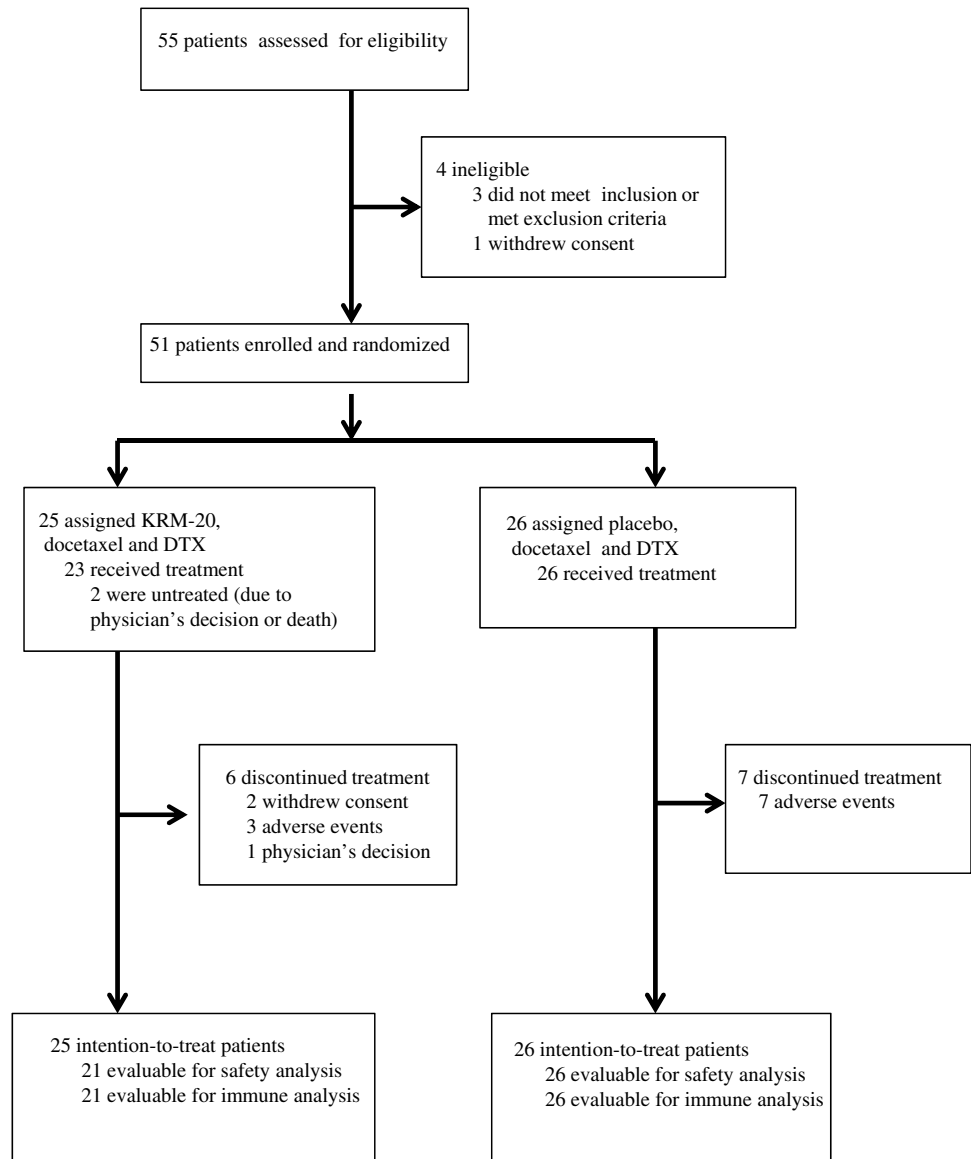 55 patients assessed for eligibility
4 ineligible
3 did not meet inclusion or
met exclusion criteria
1 withdrew consent
51 patients enrolled and randomized
25 assigned KRM-20,
docetaxel and DTX
23 received treatment
2 were untreated (due to
physician's decision or death)
26 assigned placebo,
docetaxel and DTX
26 received treatment
6 discontinued treatment
2 withdrew consent
3 adverse events
1 physician's decision
7 discontinued treatment
7 adverse events
25 intention-to-treat patients
21 evaluable for safety analysis
21 evaluable for immune analysis
26 intention-to-treat patients
26 evaluable for safety analysis
26 evaluable for immune analysis